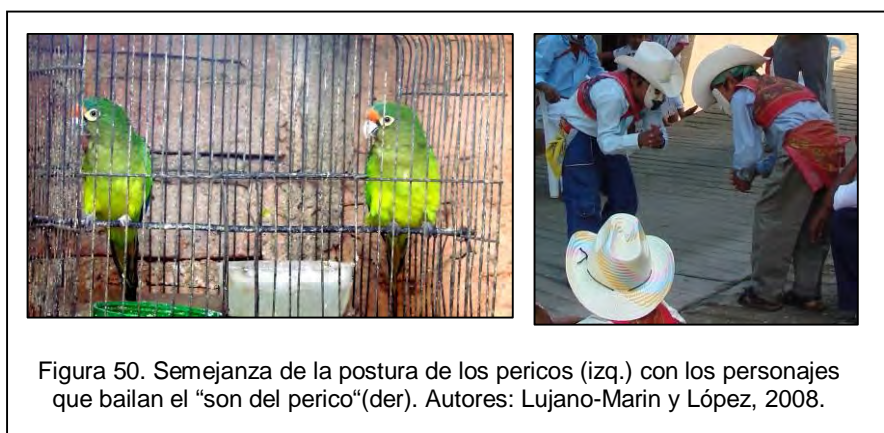 Figura 50. Semejanza de la postura de los pericos (izq.) con los personajes
que bailan el “son del perico“(der). Autores: Lujano-Marin y López, 2008.